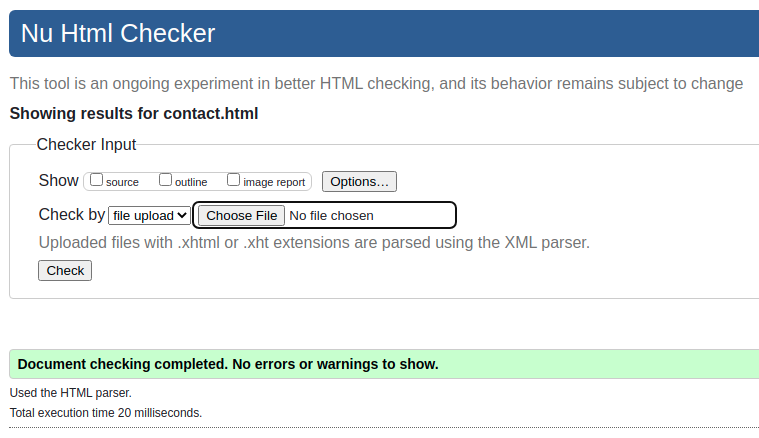 Nu Html Checker
This tool is an ongoing experiment in better HTML checking, and its behavior remains subject to change
Showing results for contact.html
Checker Input
Show source outline image report Options...
Check by file upload Choose File No file chosen
Uploaded files with .xhtml or .xht extensions are parsed using the XML parser.
Check
Document checking completed. No errors or warnings to show.
Used the HTML parser.
Total execution time 20 milliseconds.